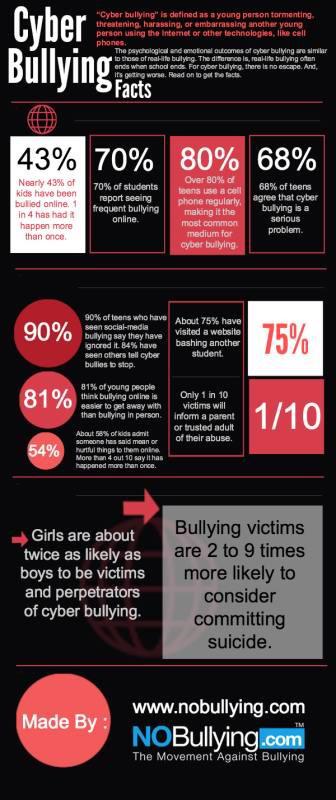 Cyber
Bullying
Facts
"Cyber bullying" is defined as a young person tormenting,
threatening, harassing, or embarrassing another young
person using the Internet or other technologies, like cell
phones.
The psychological and emotional outcomes of cyber bullying are similar
to those of real-life bullying. The difference is, real-life bullying often
ends when school ends. For cyber bullying, there is no escape. And,
it's getting worse. Read on to get the facts.
43%
Nearly 43% of
kids have been
bullied online. 1
in 4 has had it
happen more
than once.
70%
70% of students
report seeing
frequent bullying
online.
80%
Over 80% of
teens use a cell
phone regularly,
making it the
most common
medium for
cyber bullying.
68%
68% of teens
agree that cyber
bullying is a
serious
problem.
90%
90% of teens who have
seen social-media
bullying say they have
ignored it. 84% have
seen others tell cyber
bullies to stop.
81%
81% of young people
think bullying online is
easier to get away with
than bullying in person.
54%
About 58% of kids admit
someone has said mean or
hurtful things to them online.
More than 4 out 10 say it has
happened more than once.
About 75% have
visited a website
bashing another
student.
75%
Only 1 in 10
victims will
inform a parent
or trusted adult
of their abuse.
1/10
Girls are about
twice as likely as
boys to be victims
and perpetrators
of cyber bullying.
Bullying victims
are 2 to 9 times
more likely to
consider
committing
suicide.
Made By :
www.nobullying.com
NOBullying.com
TM
The Movement Against Bullying